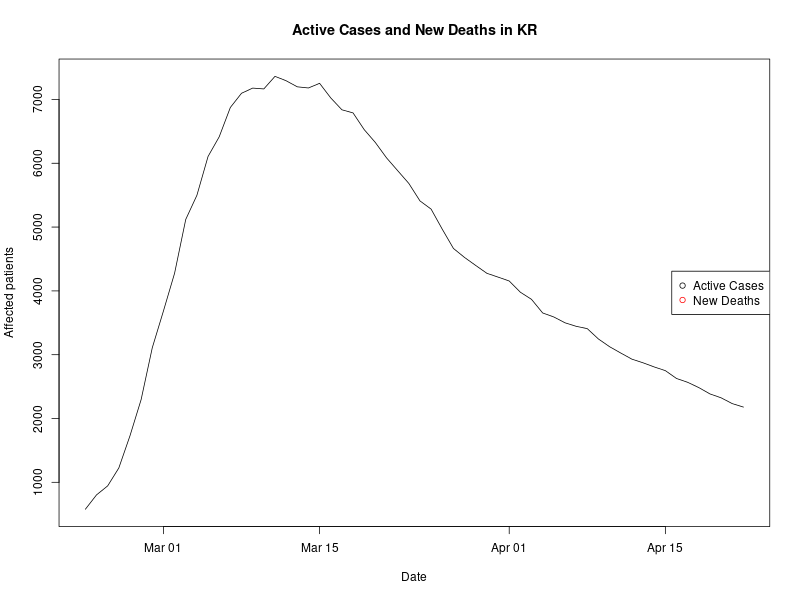 Active Cases and New Deaths in KR
Affected patients
7000
6000
5000
4000
3000
2000
1000
Active Cases
New Deaths
Mar 01
Mar 15
Apr 01
Apr 15
Date